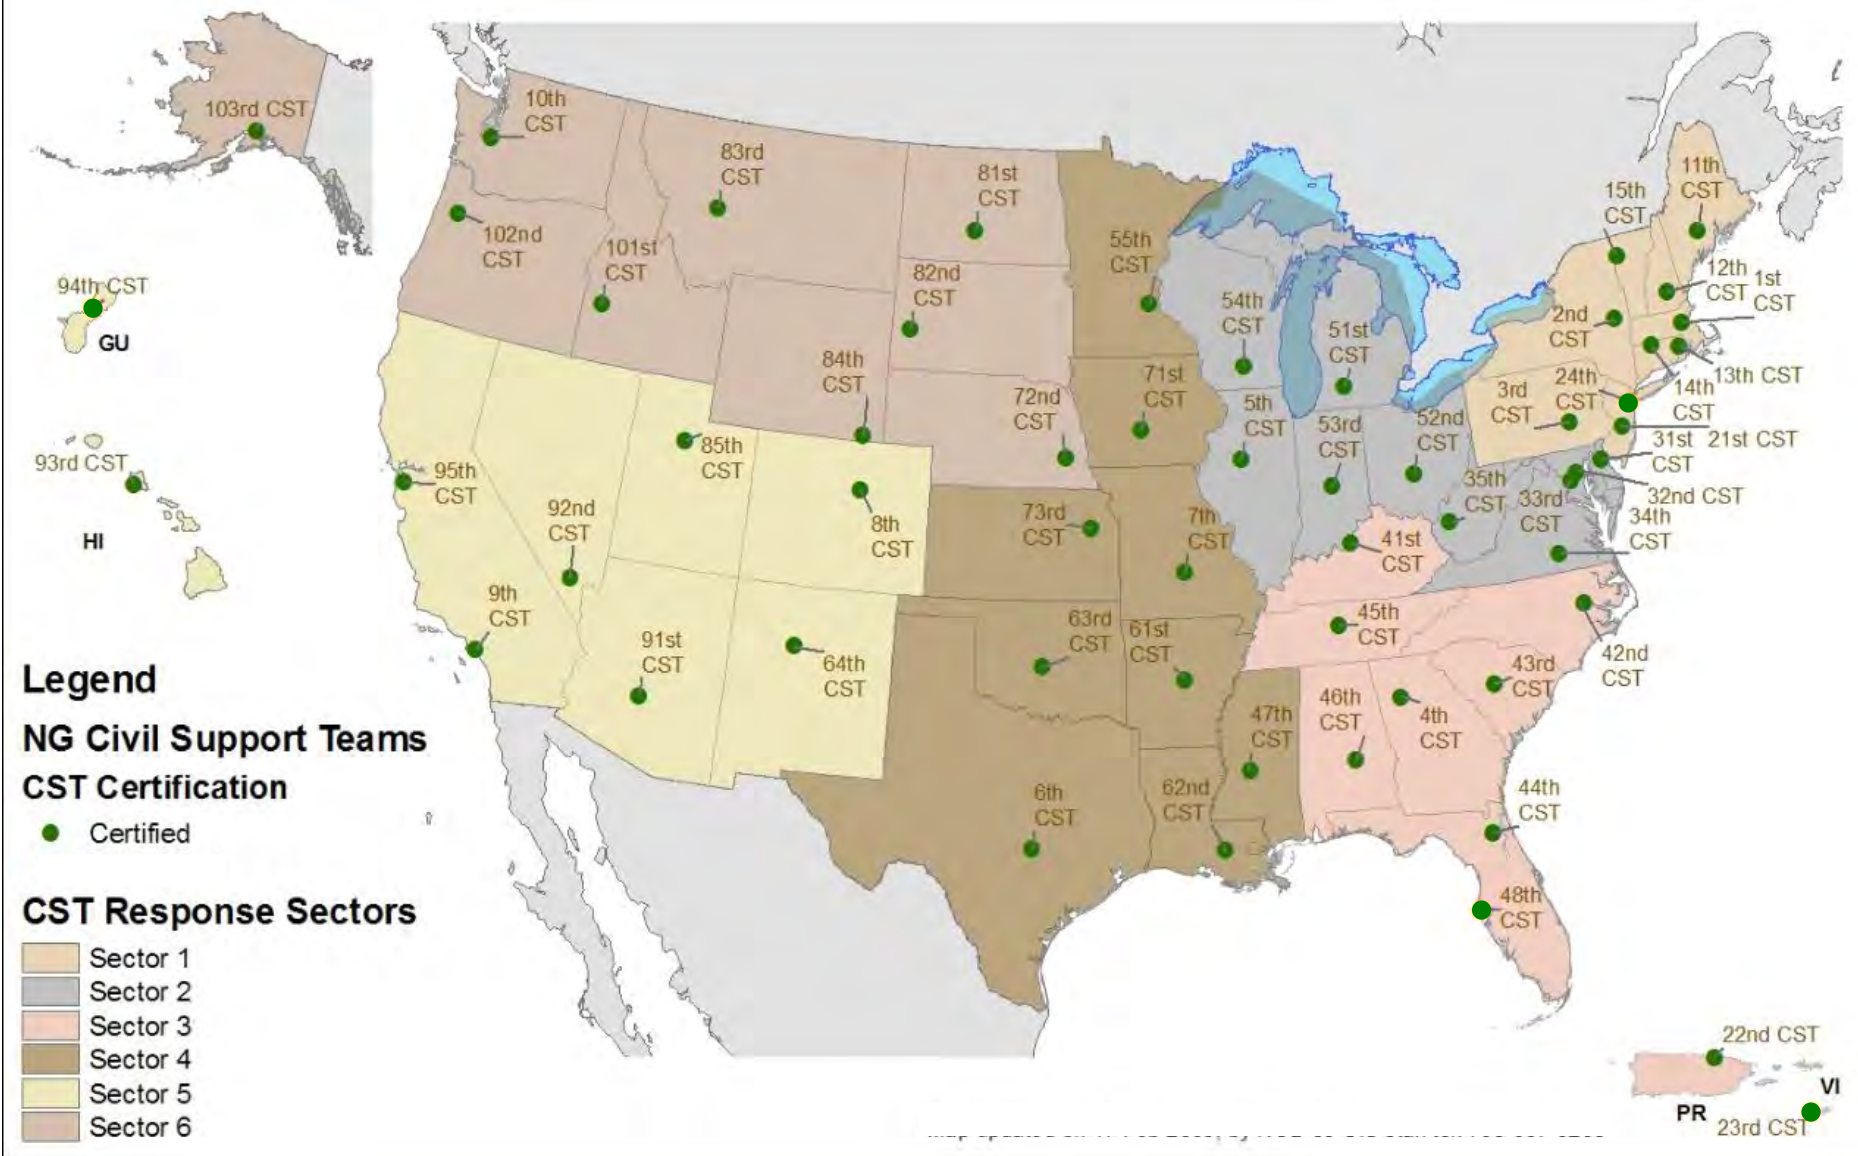 103rd CST
10th
CST
83rd
CST
81st
CST
11th
CST
15th
CST
102nd
CST
101st
CST
55th
CST
82nd
CST
12th
CST
1st
CST
94th CST
GU
54th
CST
51st
CST
2nd
CST
84th
CST
71st
CST
72nd
CST
3rd
CST
24th
CST
14th
CST
13th CST
5th
CST
53rd
CST
52nd
CST
31st
CST
21st CST
85th
CST
93rd CST
95th
CST
35th
CST
33rd
CST
32nd CST
34th
CST
HI
92nd
CST
8th
CST
73rd
CST
7th
CST
41st
CST
9th
CST
91st
CST
64th
CST
63rd
CST
61st
CST
45th
CST
42nd
CST
43rd
CST
46th
CST
4th
CST
47th
CST
6th
CST
62nd
CST
44th
CST
48th
CST
22nd CST
VI
PR
23rd CST
Legend
NG Civil Support Teams
CST Certification
Certified
CST Response Sectors
Sector 1
Sector 2
Sector 3
Sector 4
Sector 5
Sector 6